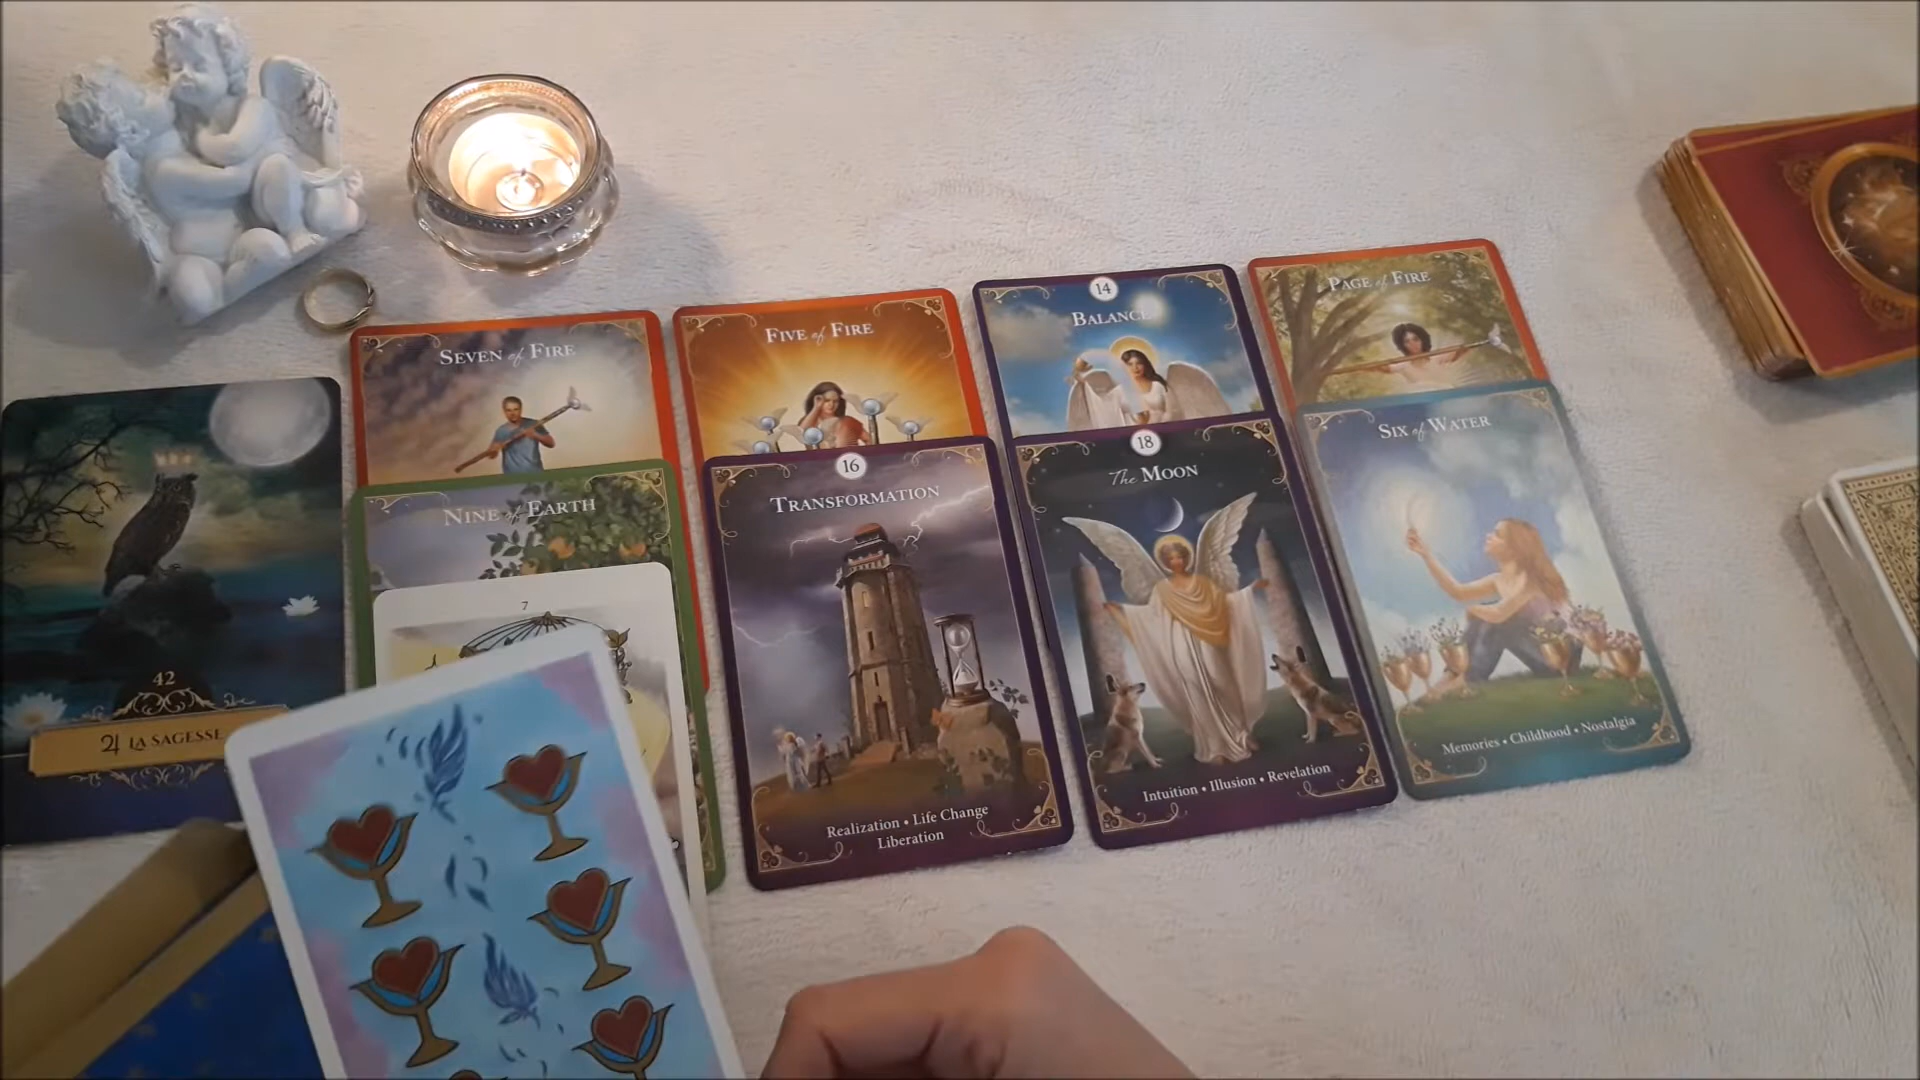 SEVEN of FIRE
FIVE of FIRE
14
BALANCE
PAGE of FIRE
NINE of EARTH
16
TRANSFORMATION
18
The MOON
SIX of WATER
7
42
LA SAGESSE
Realization • Life Change
Liberation
Intuition • Illusion • Revelation
Memories • Childhood • Nostalgia